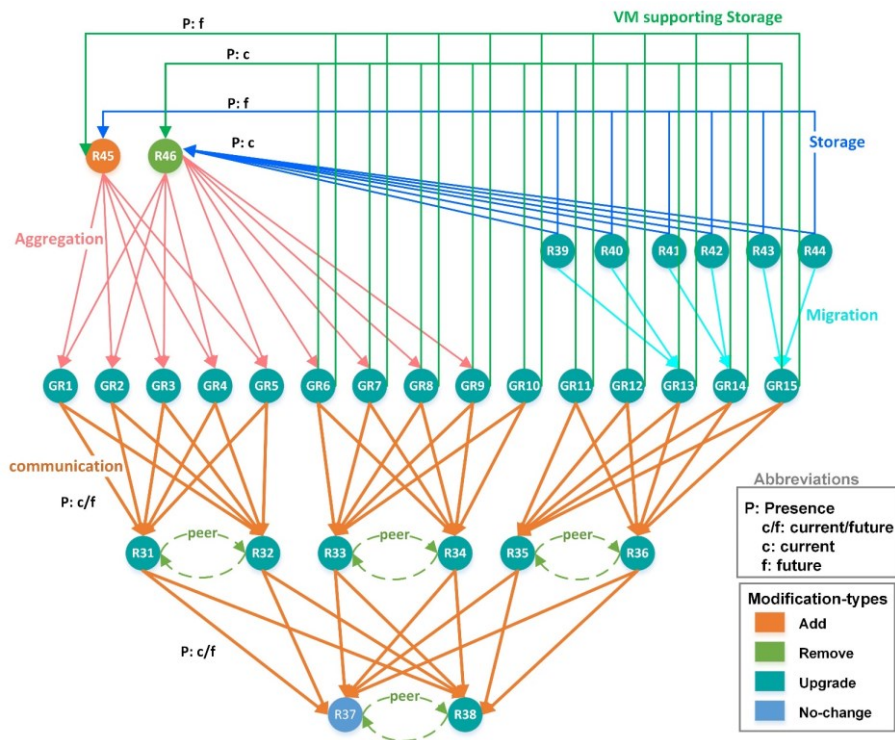 P: f
VM supporting Storage
P: c
P: f
P: c
Storage
R45
R46
Aggregation
R39
R40
R41
R42
R43
R44
Migration
GR1
GR2
GR3
GR4
GR5
GR6
GR7
GR8
GR9
GR10
GR11
GR12
GR13
GR14
GR15
communication
P: c/f
Abbreviations
P: Presence
c/f: current/future
c: current
f: future
peer
peer
peer
R31
R32
R33
R34
R35
R36
Modification-types
Add
Remove
Upgrade
No-change
P: c/f
peer
R37
R38